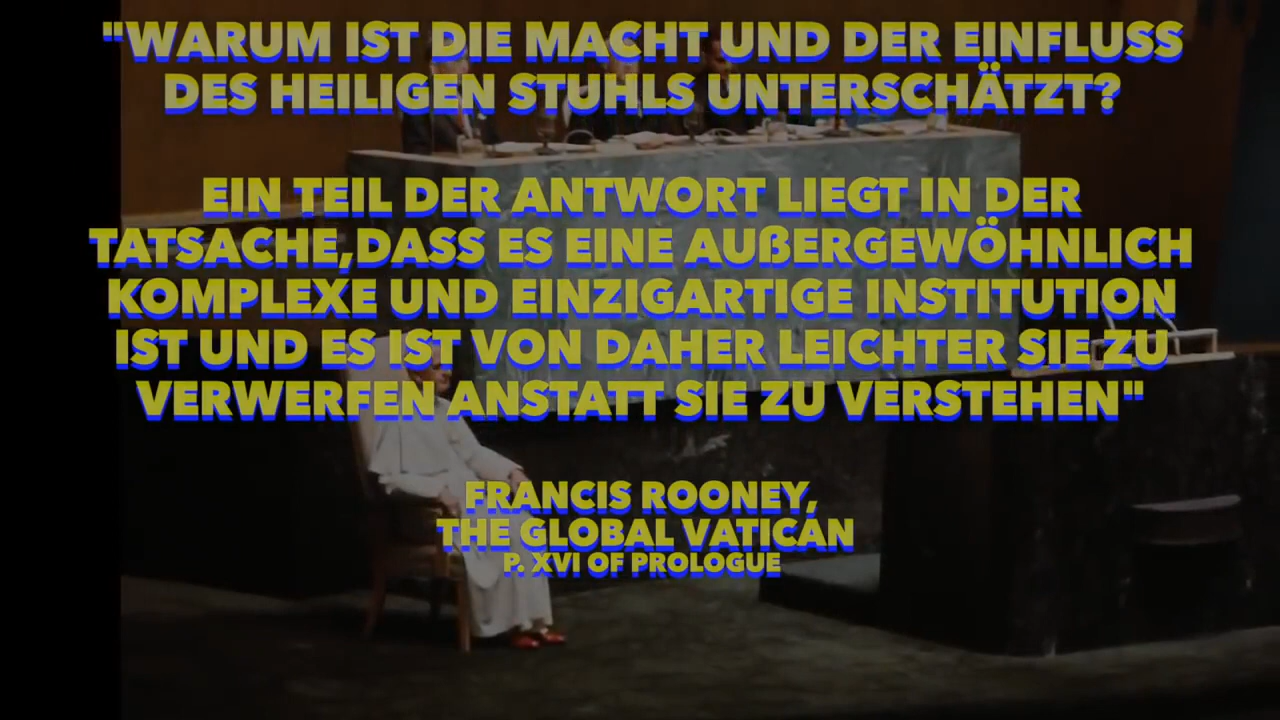 "WARUM IST DIE MACHT UND DER EINFLUSS
DES HEILIGEN STUHLS UNTERSCHÄTZT?
EIN TEIL DER ANTWORT LIEGT IN DER
TATSACHE,DASS ES EINE AUßERGEWÖHNLICH
KOMPLEXE UND EINZIGARTIGE INSTITUTION
IST UND ES IST VON DAHER LEICHTER SIE ZU
VERWERFEN ANSTATT SIE ZU VERSTEHEN"
FRANCIS ROONEY,
THE GLOBAL VATICAN
P. XVI OF PROLOGUE